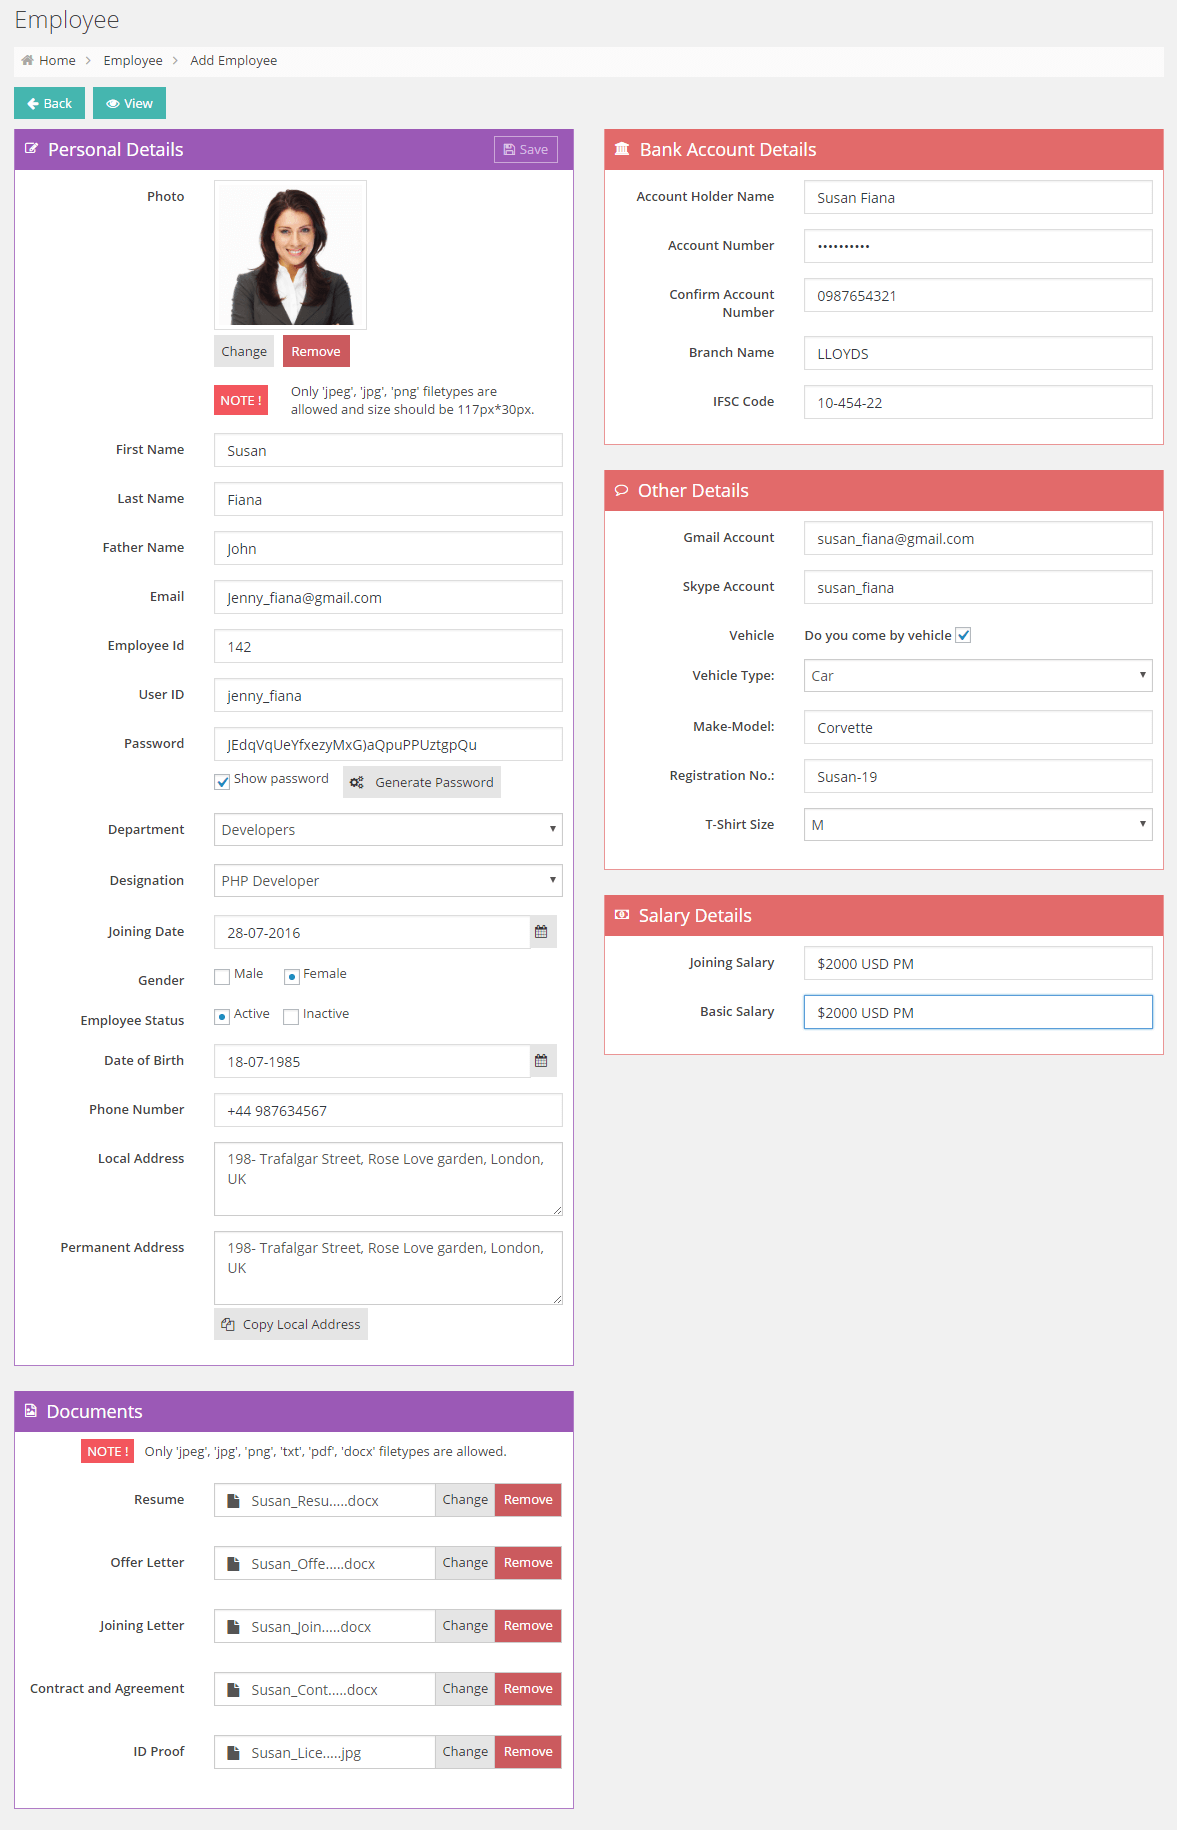 Employee
Home > Employee > Add Employee
Back View
Personal Details Save
Photo
Change Remove
NOTE ! Only 'jpeg', 'jpg', 'png' filetypes are
allowed and size should be 117px*30px.
First Name Susan
Last Name Fiana
Father Name John
Email Jenny_fiana@gmail.com
Employee Id 142
User ID jenny_fiana
Password JEdqVqUeYfxezyMxG)aQpuPPUztgpQu
Show password Generate Password
Department Developers
Designation PHP Developer
Joining Date 28-07-2016
Gender Male Female
Employee Status Active Inactive
Date of Birth 18-07-1985
Phone Number +44 987634567
Local Address 198- Trafalgar Street, Rose Love garden, London,
UK
Permanent Address 198- Trafalgar Street, Rose Love garden, London,
UK
Copy Local Address
Documents
NOTE ! Only 'jpeg', 'jpg', 'png', 'txt', 'pdf', 'docx' filetypes are allowed.
Resume Susan_Resu.....docx Change Remove
Offer Letter Susan_Offe.....docx Change Remove
Joining Letter Susan_Join.....docx Change Remove
Contract and Agreement Susan_Cont.....docx Change Remove
ID Proof Susan_Lice.....jpg Change Remove
Bank Account Details
Account Holder Name Susan Fiana
Account Number ••••••••••
Confirm Account
Number 0987654321
Branch Name LLOYDS
IFSC Code 10-454-22
Other Details
Gmail Account susan_fiana@gmail.com
Skype Account susan_fiana
Vehicle Do you come by vehicle
Vehicle Type: Car
Make-Model: Corvette
Registration No.: Susan-19
T-Shirt Size M
Salary Details
Joining Salary $2000 USD PM
Basic Salary $2000 USD PM